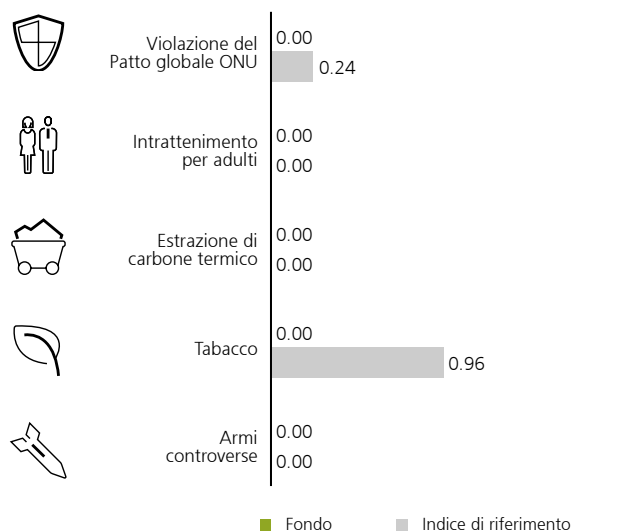 Violazione del
Patto globale ONU
0.00
0.24
Intrattenimento
per adulti
0.00
0.00
Estrazione di
carbone termico
0.00
0.00
Tabacco
0.00
0.96
Armi
controverse
0.00
0.00
Fondo
Indice di riferimento